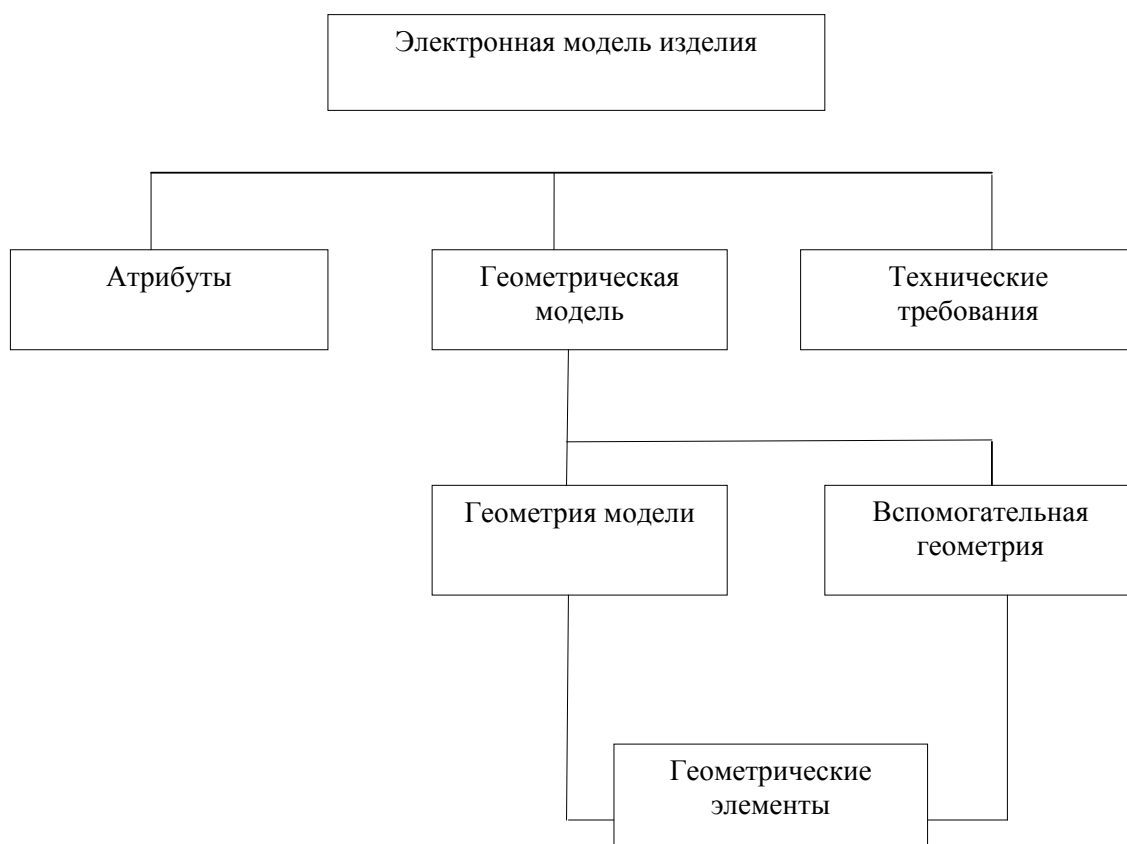 Электронная модель изделия
Атрибуты
Геометрическая
модель
Технические
требования
Геометрия модели
Вспомогательная
геометрия
Геометрические
элементы